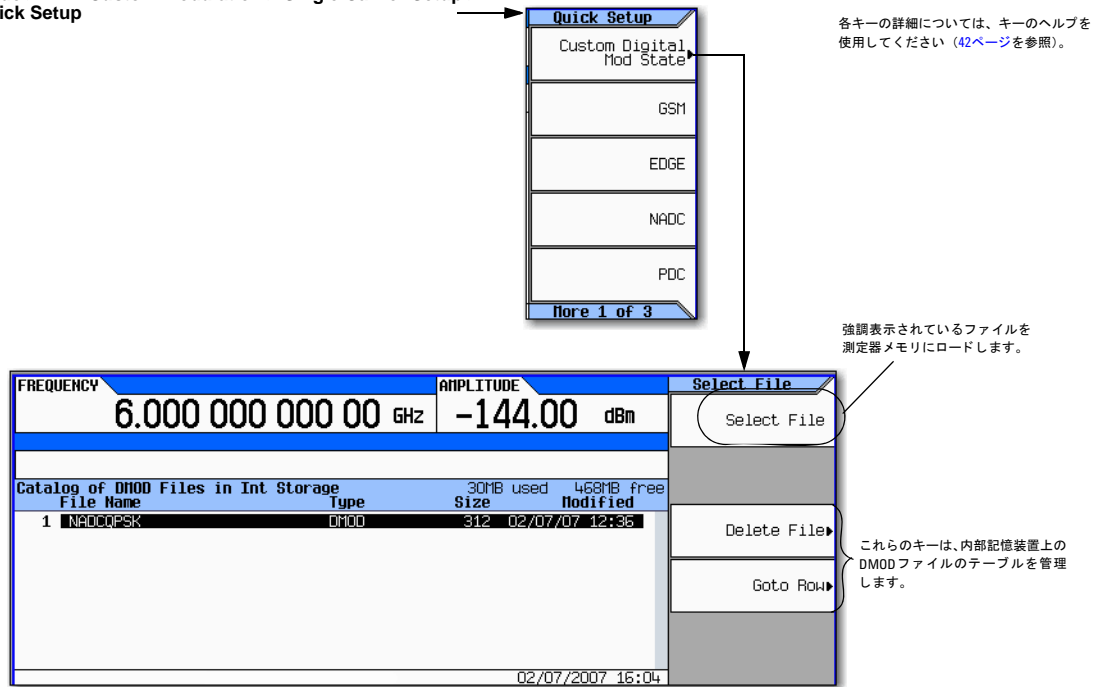 ick Setup
Quick Setup
Custom Digital
Mod State
GSM
EDGE
NADC
PDC
More 1 of 3
各キーの詳細については、キーのヘルプを
使用してください（42ページを参照）。
強調表示されているファイルを
測定器メモリにロードします。
FREQUENCY
6.000 000 000 00 GHz
AMPLITUDE
-144.00 dBm
Select File
Select File
Catalog of DMOD Files in Int Storage 30MB used 468MB free
File Name Type Size Modified
1 NADCQPSK DMOD 312 02/07/07 12:36
Delete File
Goto Row
これらのキーは、内部記憶装置上の
DMODファイルのテーブルを管理
します。
02/07/2007 16:04